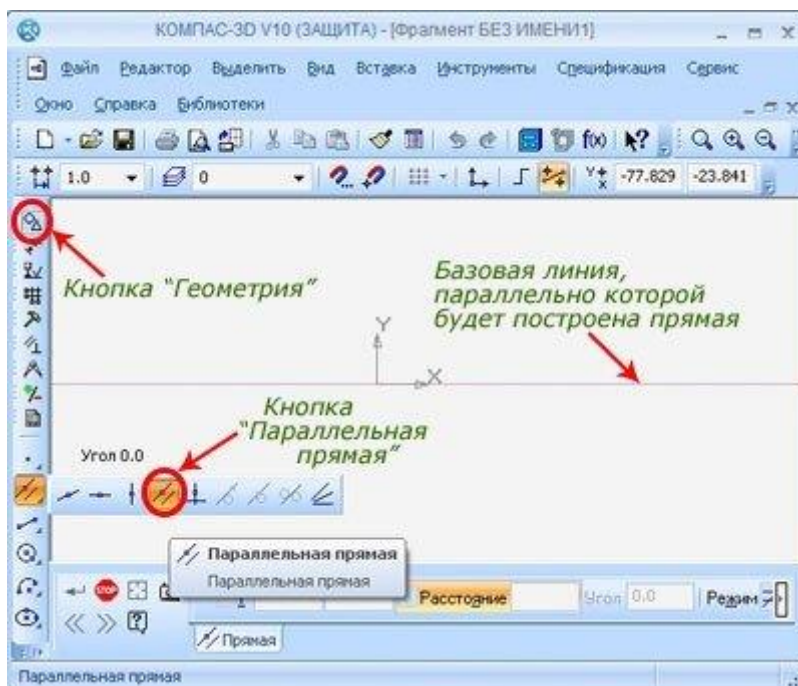 КОМПАС-3D V10 (ЗАЩИТА) - [Фрагмент БЕЗ ИМЕНИ1]
Файл Редактор Выделить Вид Вставка Инструменты Спецификация Сервис
Окно Справка Библиотеки
f(x)
1.0 0 -77.829 -23.841
Кнопка "Геометрия"
Базовая линия,
параллельно которой
будет построена прямая
Y
X
Кнопка
"Параллельная
прямая"
Угол 0.0
Параллельная прямая
Параллельная прямая
STOP Расстояние Угол 0.0 Режим
Прямая
Параллельная прямая